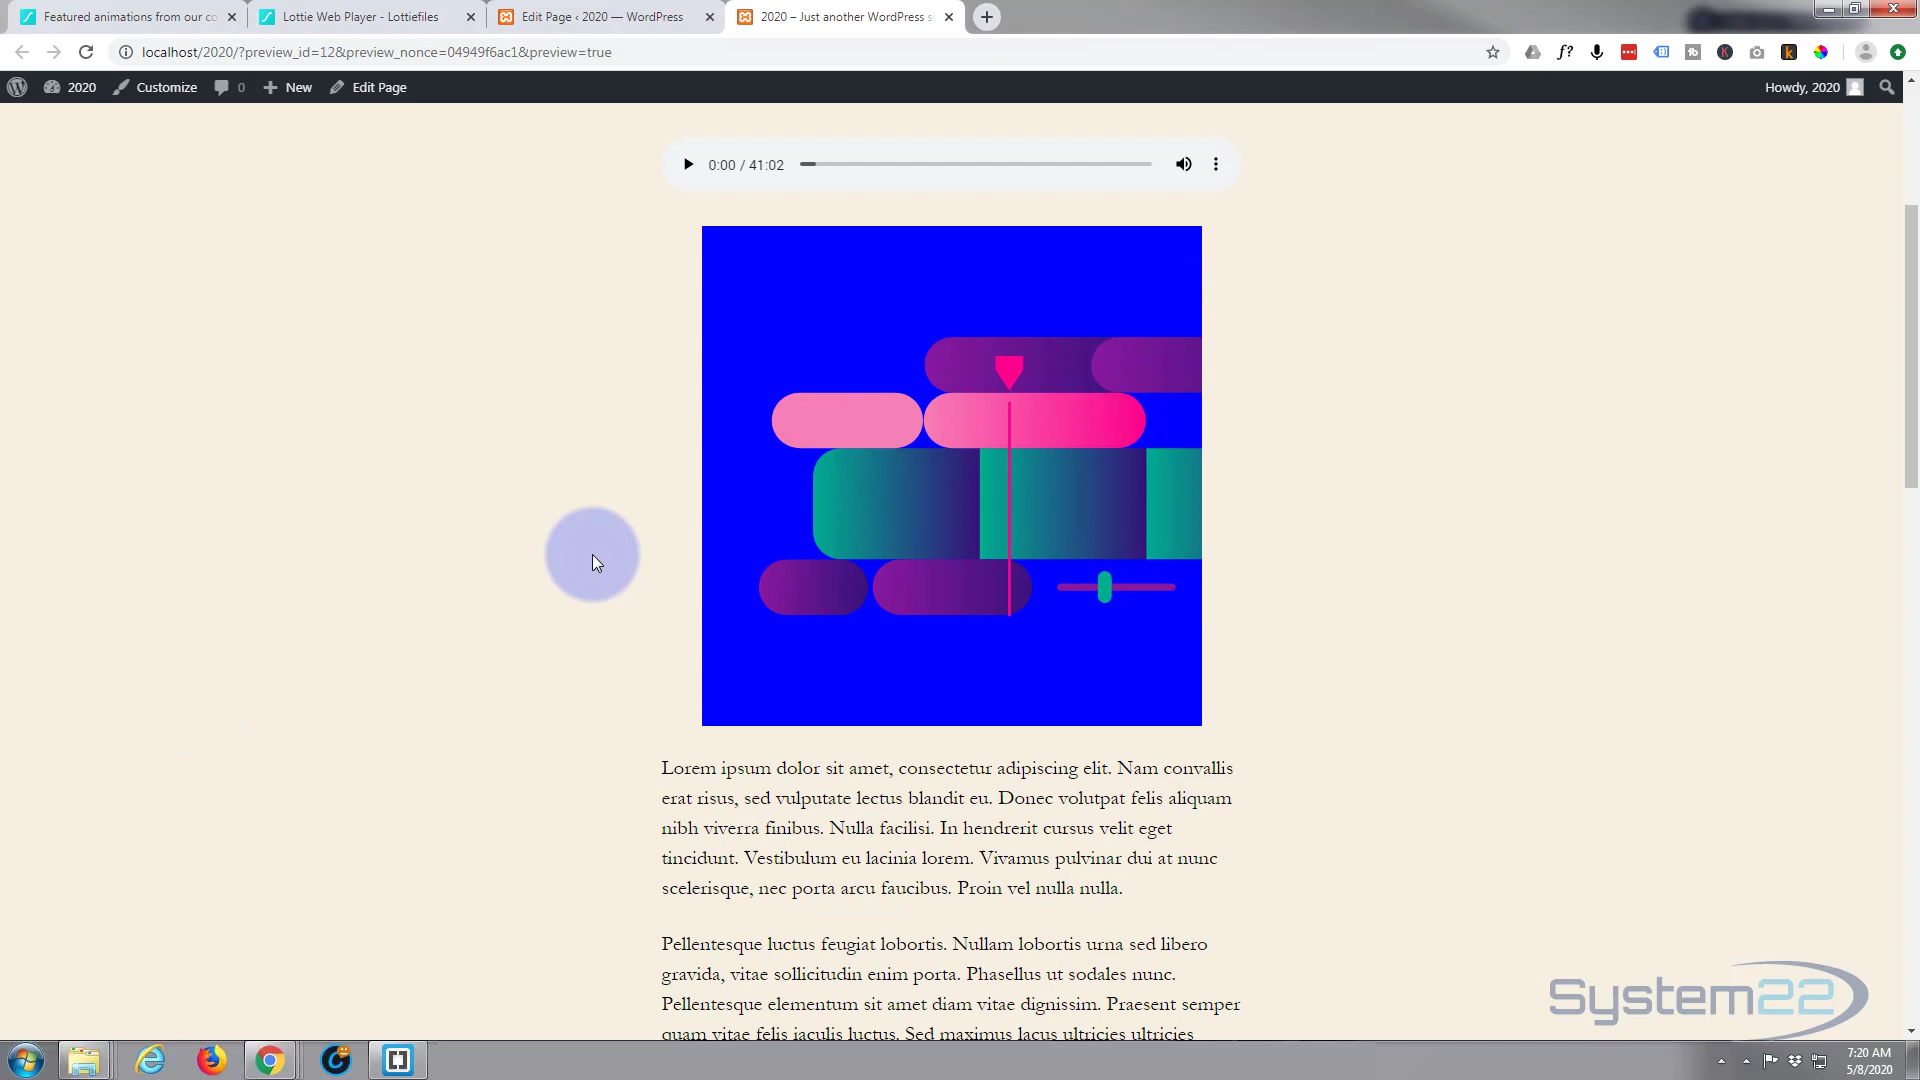 Featured animations from our co
Lottie Web Player - Lottiefiles
Edit Page ‹ 2020 — WordPress
2020 – Just another WordPress s
localhost/2020/?preview_id=12&preview_nonce=04949f6ac1&preview=true
2020
Customize
0
New
Edit Page
Howdy, 2020
0:00 / 41:02
Lorem ipsum dolor sit amet, consectetur adipiscing elit. Nam convallis
erat risus, sed vulputate lectus blandit eu. Donec volutpat felis aliquam
nibh viverra finibus. Nulla facilisi. In hendrerit cursus velit eget
tincidunt. Vestibulum eu lacinia lorem. Vivamus pulvinar dui at nunc
scelerisque, nec porta arcu faucibus. Proin vel nulla nulla.
Pellentesque luctus feugiat lobortis. Nullam lobortis urna sed libero
gravida, vitae sollicitudin enim porta. Phasellus ut sodales nunc.
Pellentesque elementum sit amet diam vitae dignissim. Praesent semper
quam vitae felis iaculis luctus. Sed maximus lacus ultricies ultricies
System22
7:20 AM
5/8/2020